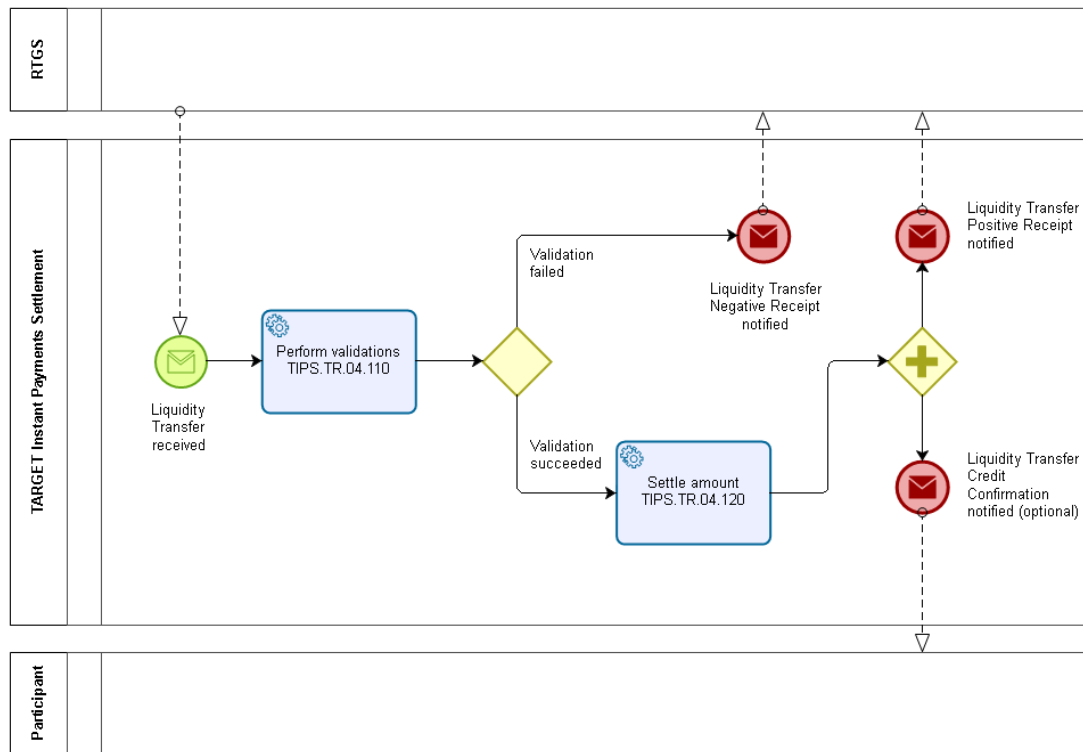 RTGS
TARGET Instant Payments Settlement
Liquidity
Transfer
received
Perform validations
TIPS.TR.04.110
Validation
failed
Liquidity Transfer
Negative Receipt
notified
Validation
succeeded
Settle amount
TIPS.TR.04.120
Liquidity Transfer
Positive Receipt
notified
Liquidity Transfer
Credit
Confirmation
notified (optional)
Participant